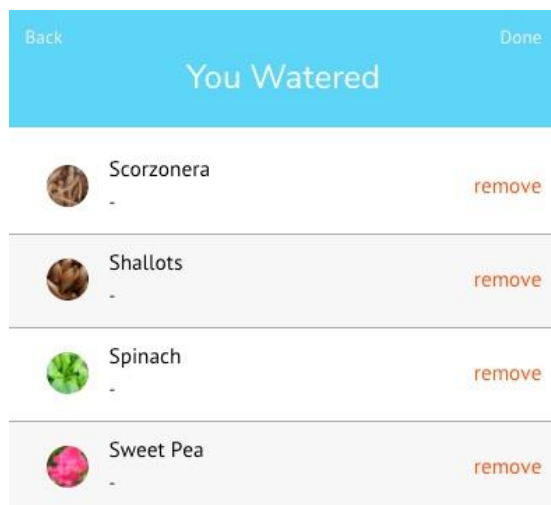 Back
Done
You Watered
Scorzonera
-
remove
Shallots
-
remove
Spinach
-
remove
Sweet Pea
-
remove